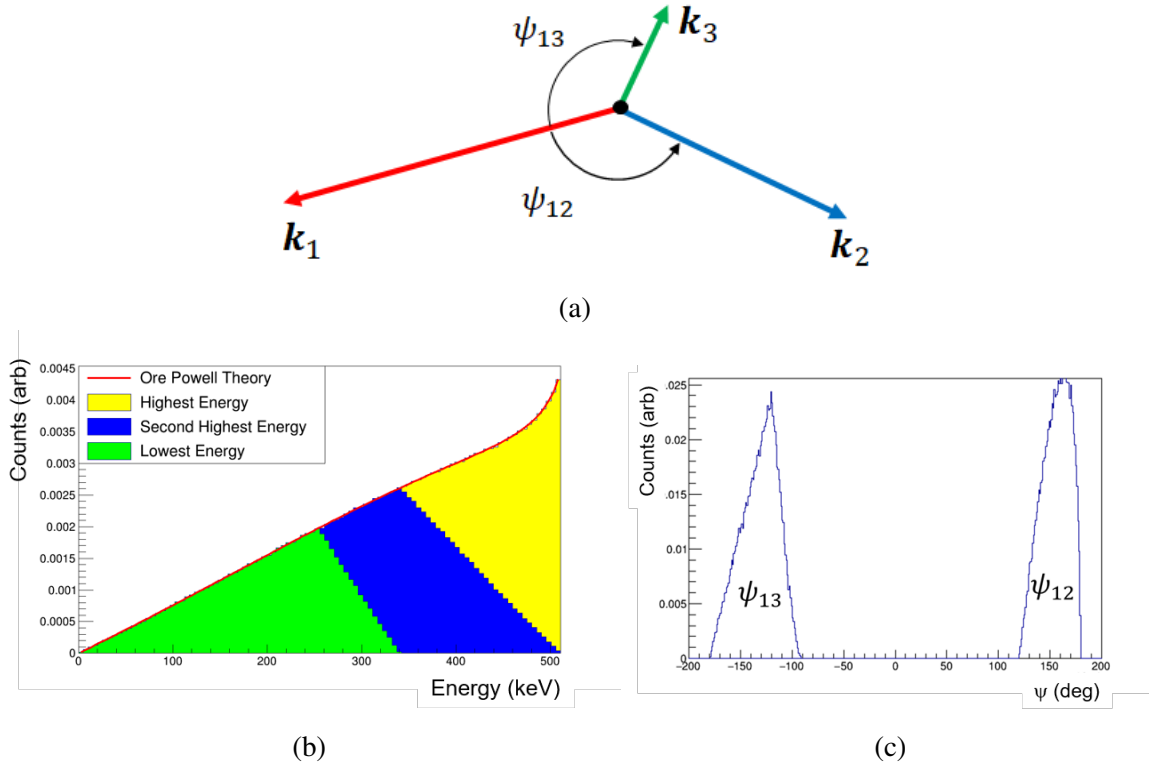 ψ₁₃
k₃
ψ₁₂
k₁
k₂
(a)
Counts (arb)
0.0045
0.004
0.0035
0.003
0.0025
0.002
0.0015
0.001
0.0005
0
Ore Powell Theory
Highest Energy
Second Highest Energy
Lowest Energy
0 100 200 300 400 500
Energy (keV)
(b)
Counts (arb)
.025
0.02
0.015
0.01
0.005
0
ψ₁₃
ψ₁₂
−200 −150 −100 −50 0 50 100 150 200
ψ (deg)
(c)